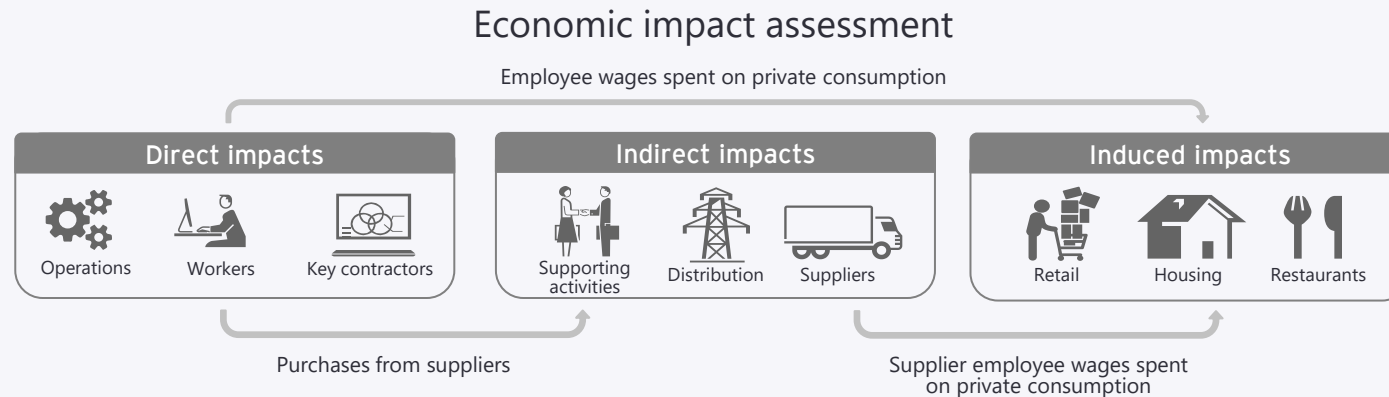 Economic impact assessment
Employee wages spent on private consumption
Direct impacts
Operations
Workers
Key contractors
Indirect impacts
Supporting
activities
Distribution
Suppliers
Induced impacts
Retail
Housing
Restaurants
Purchases from suppliers
Supplier employee wages spent
on private consumption